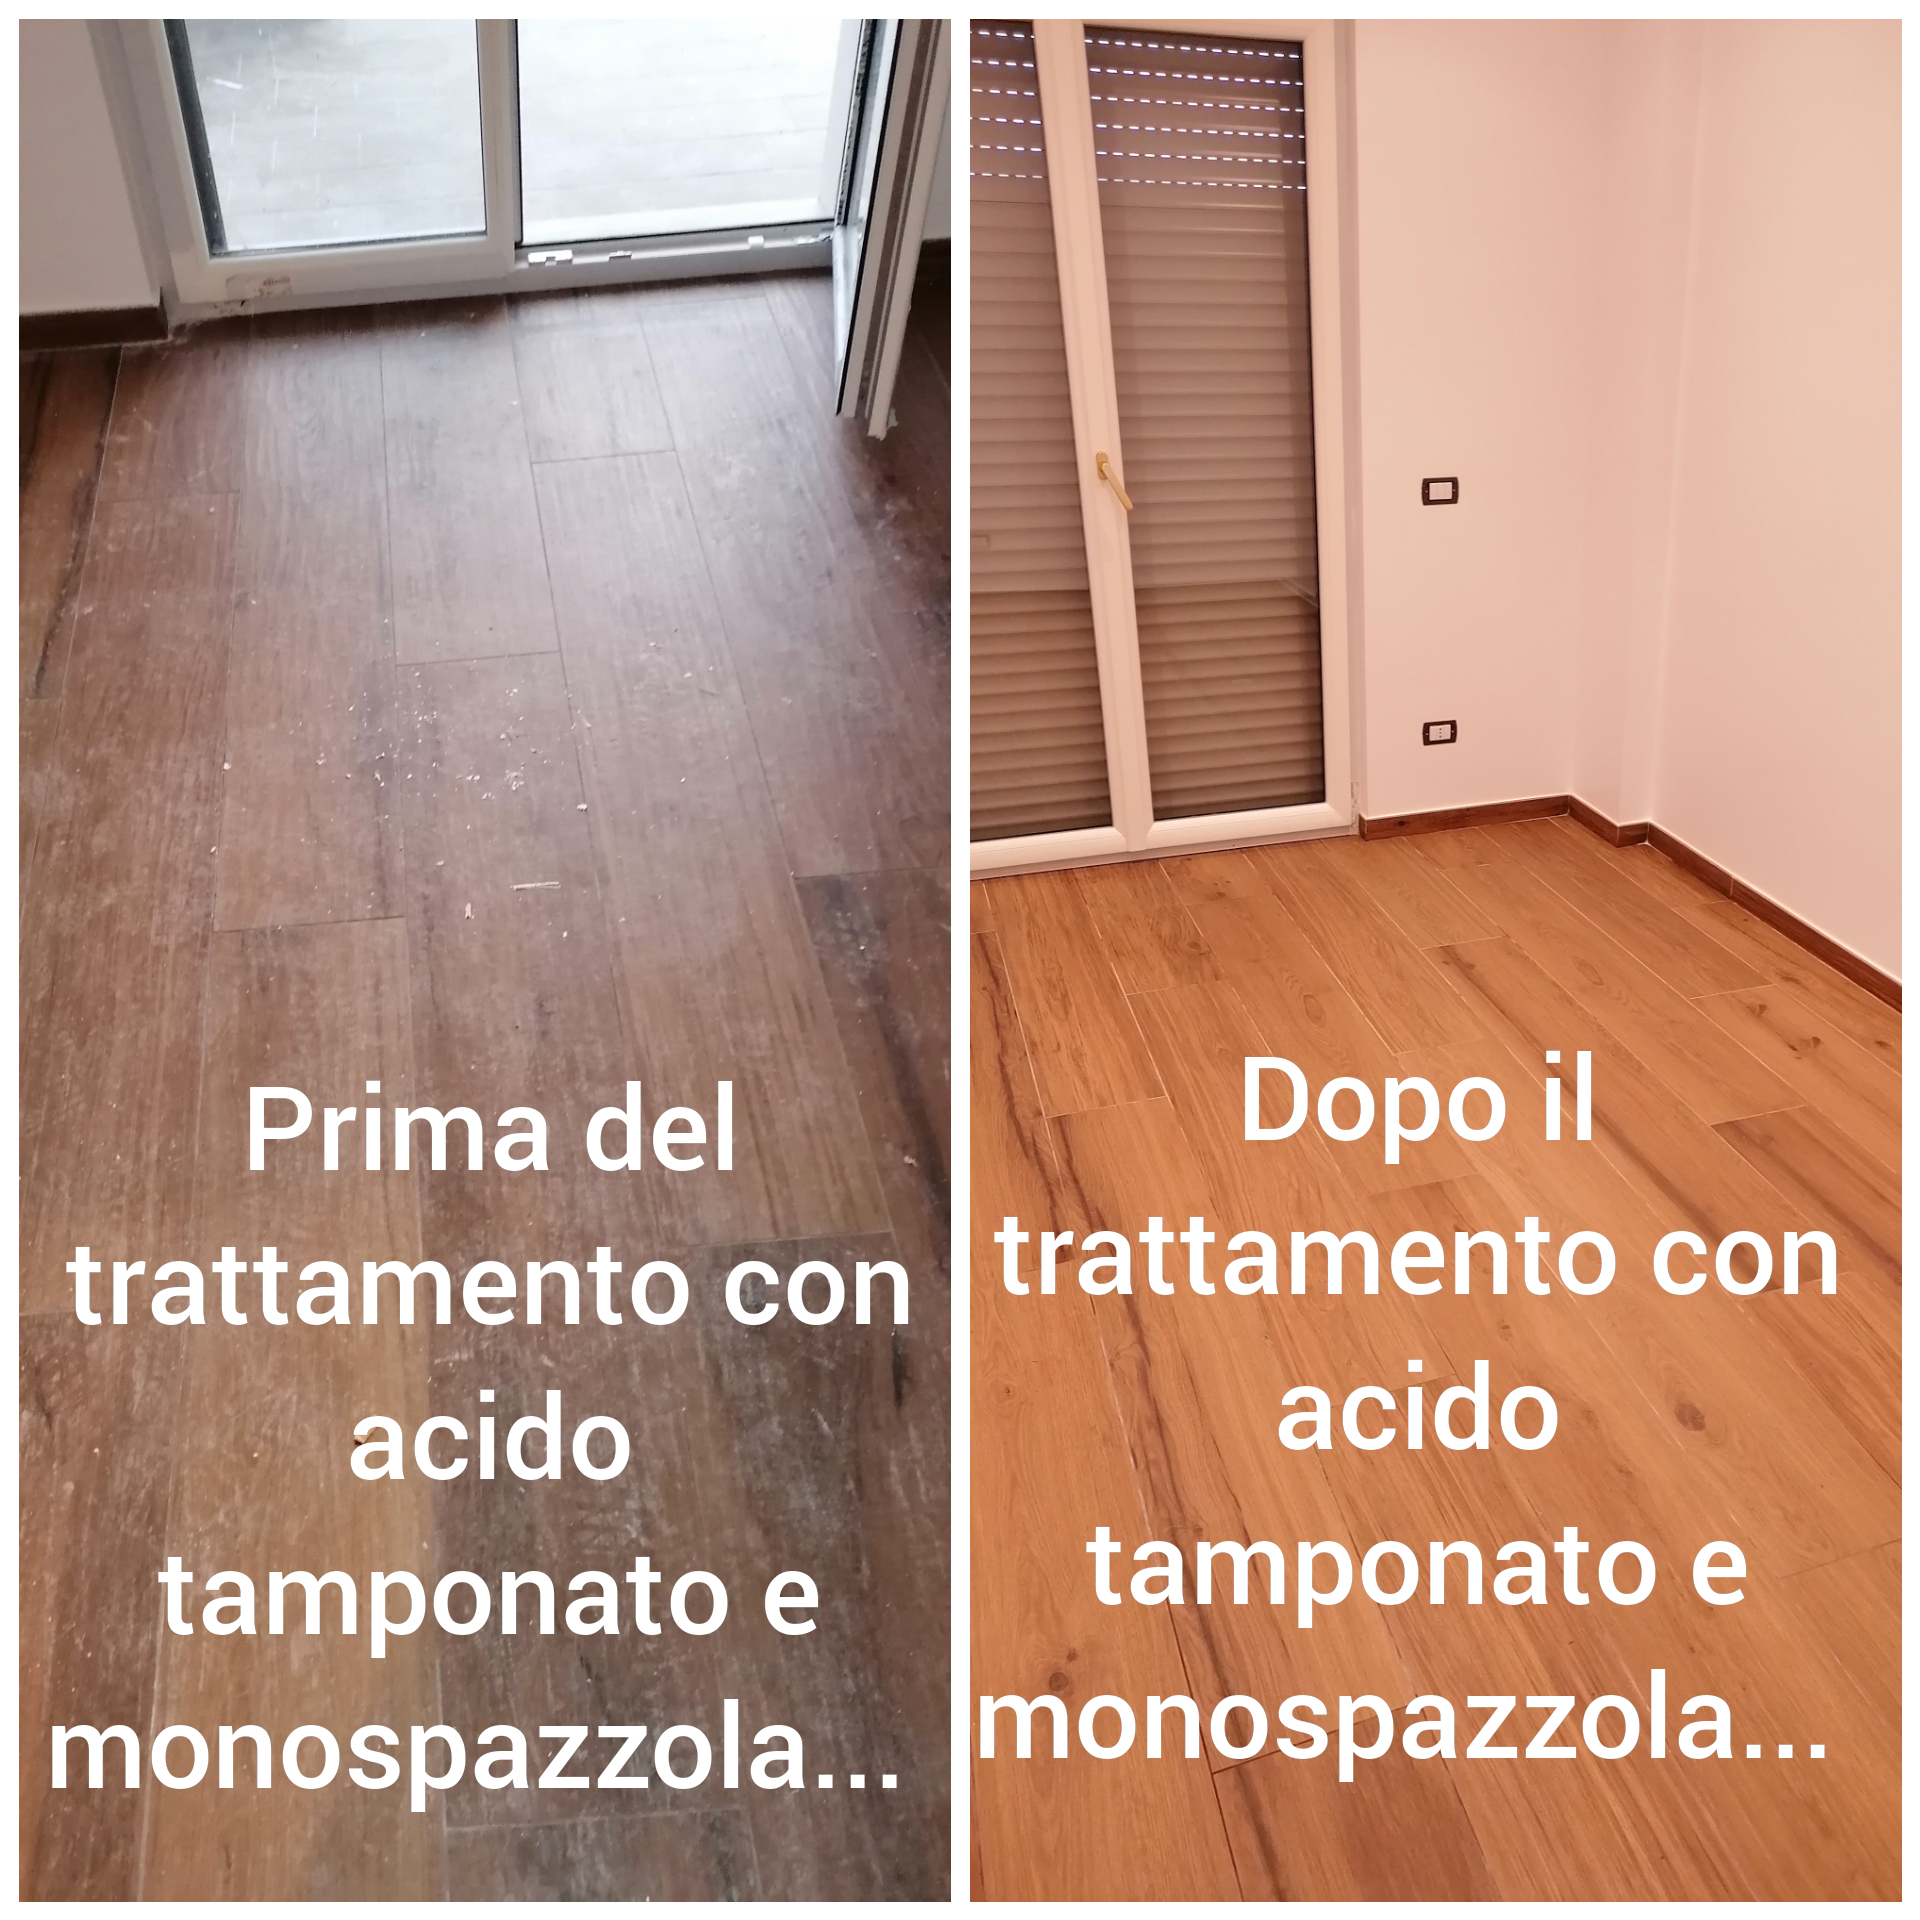 Prima del
trattamento con
acido
tamponato e
monospazzola...
Dopo il
trattamento con
acido
tamponato e
monospazzola...